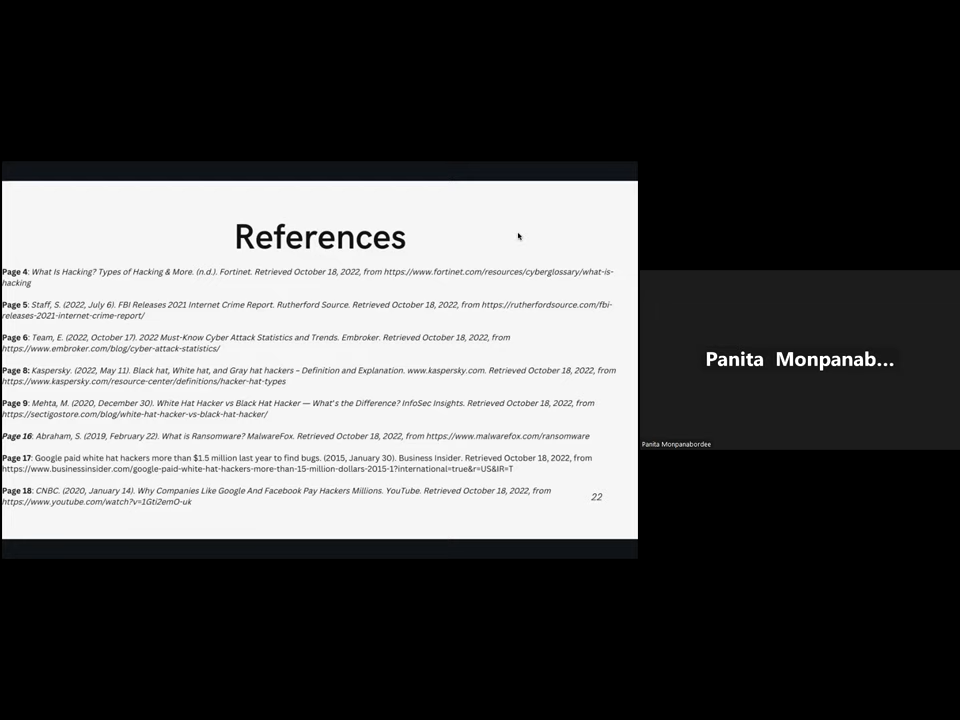 References
Page 4: What Is Hacking? Types of Hacking & More. (n.d.). Fortinet. Retrieved October 18, 2022, from https://www.fortinet.com/resources/cyberglossary/what-is-
hacking
Page 5: Staff, S. (2022, July 6). FBI Releases 2021 Internet Crime Report. Rutherford Source. Retrieved October 18, 2022, from https://rutherfordsource.com/fbi-
releases-2021-internet-crime-report/
Page 6: Team, E. (2022, October 17). 2022 Must-Know Cyber Attack Statistics and Trends. Embroker. Retrieved October 18, 2022, from
https://www.embroker.com/blog/cyber-attack-statistics/
Page 8: Kaspersky. (2022, May 11). Black hat, White hat, and Gray hat hackers – Definition and Explanation. www.kaspersky.com. Retrieved October 18, 2022, from
https://www.kaspersky.com/resource-center/definitions/hacker-hat-types
Page 9: Mehta, M. (2020, December 30). White Hat Hacker vs Black Hat Hacker — What's the Difference? InfoSec Insights. Retrieved October 18, 2022, from
https://sectigostore.com/blog/white-hat-hacker-vs-black-hat-hacker/
Page 16: Abraham, S. (2019, February 22). What is Ransomware? MalwareFox. Retrieved October 18, 2022, from https://www.malwarefox.com/ransomware
Page 17: Google paid white hat hackers more than $1.5 million last year to find bugs. (2015, January 30). Business Insider. Retrieved October 18, 2022, from
https://www.businessinsider.com/google-paid-white-hat-hackers-more-than-15-million-dollars-2015-1?international=true&r=US&IR=T
Page 18: CNBC. (2020, January 14). Why Companies Like Google And Facebook Pay Hackers Millions. YouTube. Retrieved October 18, 2022, from
https://www.youtube.com/watch?v=1Gti2emO-uk
22
Panita Monpanab...
Panita Monpanabordee